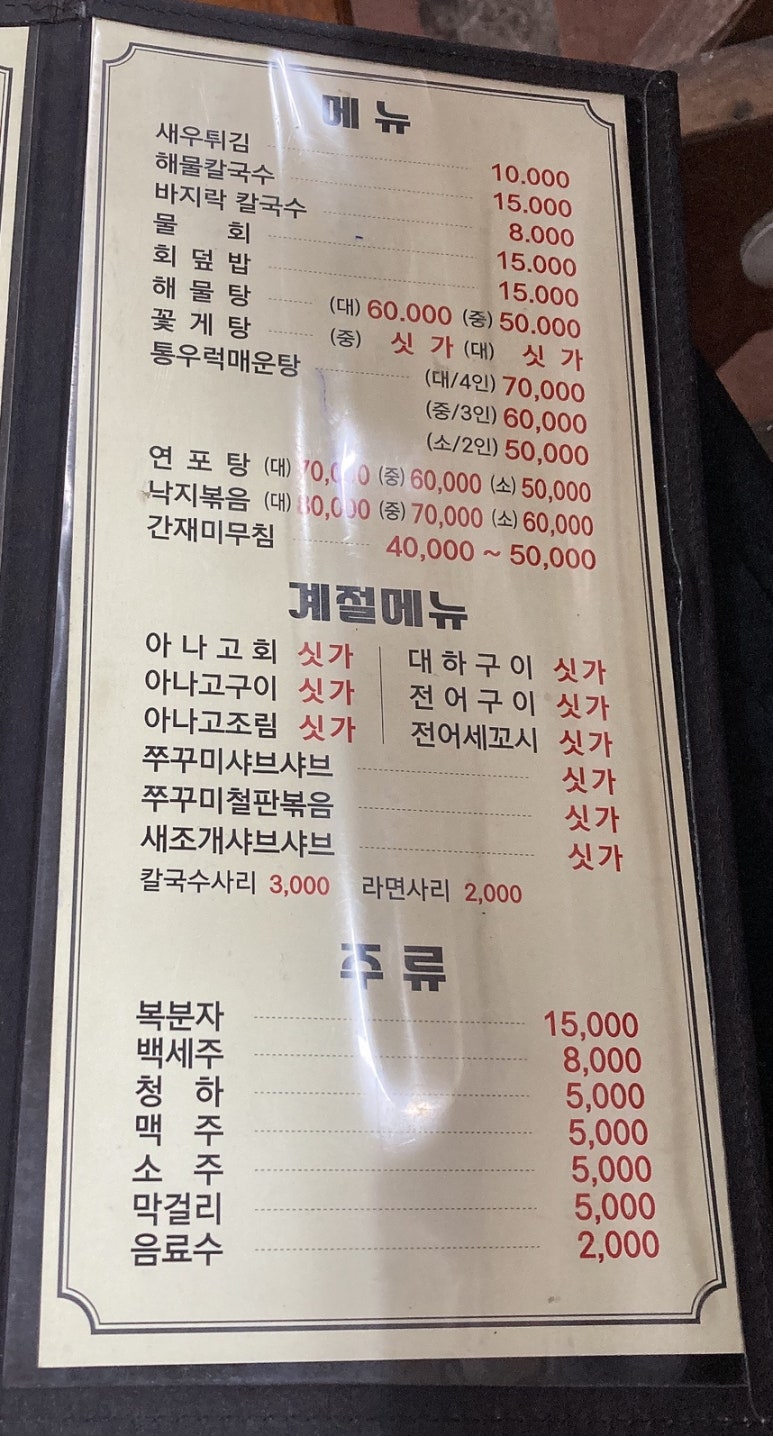 메뉴
새우튀김 10.000
해물칼국수 15.000
바지락 칼국수 8.000
물 회 15.000
회 덮 밥 15.000
해 물 탕 (대) 60.000 (중) 50.000
꽃 게 탕 (중) 싯 가 (대) 싯 가
통우럭매운탕 (대/4인) 70,000
(중/3인) 60,000
(소/2인) 50,000
연 포 탕 (대) 70,000 (중) 60,000 (소) 50,000
낙지볶음 (대) 80,000 (중) 70,000 (소) 60,000
간재미무침 40,000 ~ 50,000
계절메뉴
아 나 고 회 싯가 대 하 구 이 싯가
아나고구이 싯가 전 어 구 이 싯가
아나고조림 싯가 전어세꼬시 싯가
쭈꾸미샤브샤브 싯가
쭈꾸미철판볶음 싯가
새조개샤브샤브 싯가
칼국수사리 3,000 라면사리 2,000
주류
복분자 15,000
백세주 8,000
청 하 5,000
맥 주 5,000
소 주 5,000
막걸리 5,000
음료수 2,000